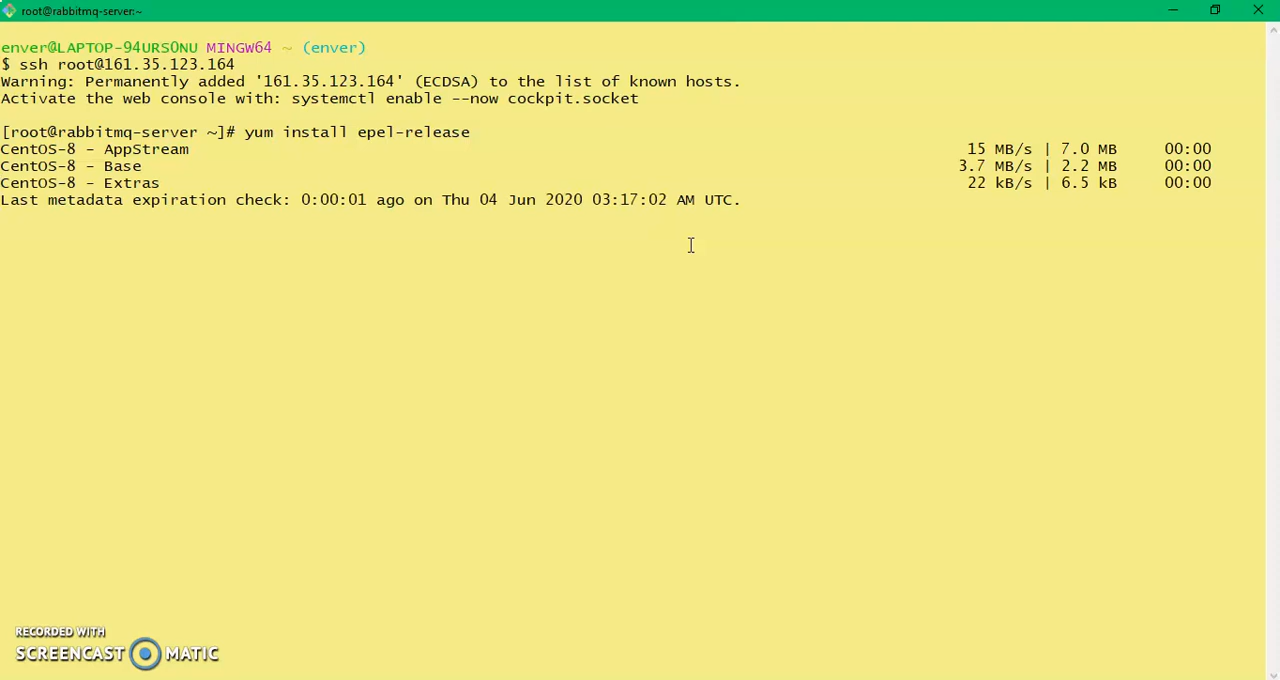 root@rabbitmq-server:~
enver@LAPTOP-94URS0NU MINGW64 ~ (enver)
$ ssh root@161.35.123.164
Warning: Permanently added '161.35.123.164' (ECDSA) to the list of known hosts.
Activate the web console with: systemctl enable --now cockpit.socket
[root@rabbitmq-server ~]# yum install epel-release
CentOS-8 - AppStream 15 MB/s | 7.0 MB 00:00
CentOS-8 - Base 3.7 MB/s | 2.2 MB 00:00
CentOS-8 - Extras 22 kB/s | 6.5 kB 00:00
Last metadata expiration check: 0:00:01 ago on Thu 04 Jun 2020 03:17:02 AM UTC.
RECORDED WITH
SCREENCAST MATIC